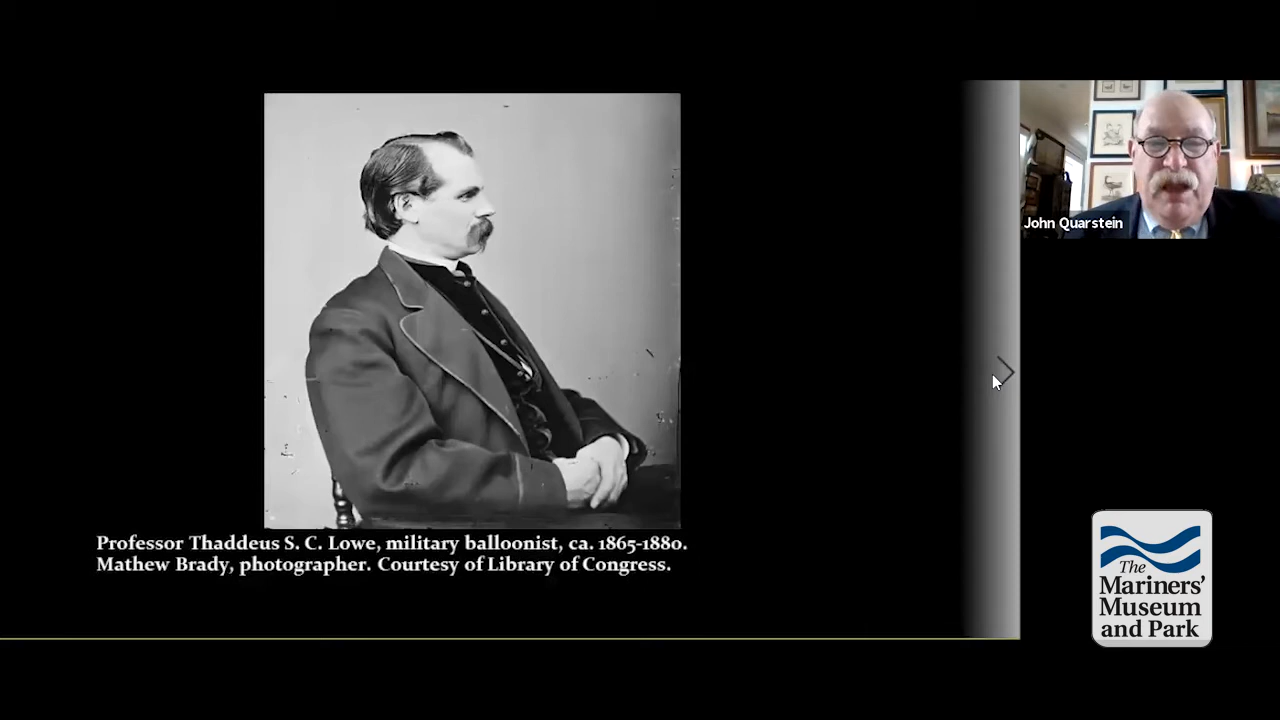 John Quarstein
Professor Thaddeus S. C. Lowe, military balloonist, ca. 1865-1880.
Mathew Brady, photographer. Courtesy of Library of Congress.
The
Mariners'
Museum
and Park